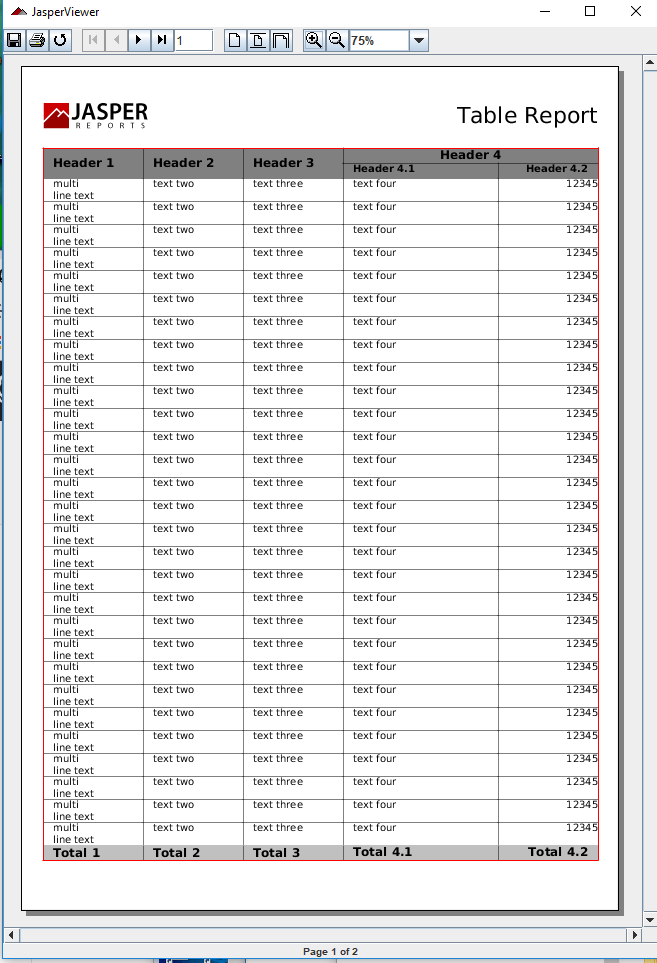 JasperViewer
1
75%
JASPER
REPORTS
Table Report
Header 4
Header 1 Header 2 Header 3
Header 4.1 Header 4.2
multi text two text three text four 12345
line text
multi text two text three text four 12345
line text
multi text two text three text four 12345
line text
multi text two text three text four 12345
line text
multi text two text three text four 12345
line text
multi text two text three text four 12345
line text
multi text two text three text four 12345
line text
multi text two text three text four 12345
line text
multi text two text three text four 12345
line text
multi text two text three text four 12345
line text
multi text two text three text four 12345
line text
multi text two text three text four 12345
line text
multi text two text three text four 12345
line text
multi text two text three text four 12345
line text
multi text two text three text four 12345
line text
multi text two text three text four 12345
line text
multi text two text three text four 12345
line text
multi text two text three text four 12345
line text
multi text two text three text four 12345
line text
multi text two text three text four 12345
line text
multi text two text three text four 12345
line text
multi text two text three text four 12345
line text
multi text two text three text four 12345
line text
multi text two text three text four 12345
line text
multi text two text three text four 12345
line text
multi text two text three text four 12345
line text
multi text two text three text four 12345
line text
multi text two text three text four 12345
line text
multi text two text three text four 12345
line text
Total 1 Total 2 Total 3 Total 4.1 Total 4.2
Page 1 of 2